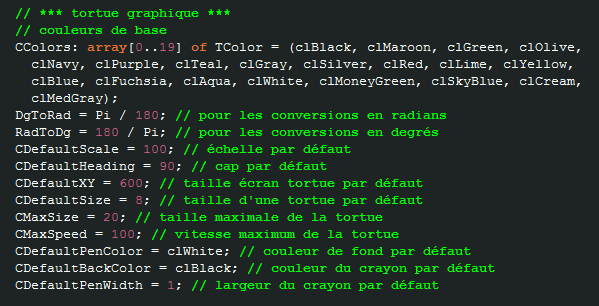 // *** tortue graphique ***
// couleurs de base
CColors: array[0..19] of TColor = (clBlack, clMaroon, clGreen, clOlive,
clNavy, clPurple, clTeal, clGray, clSilver, clRed, clLime, clYellow,
clBlue, clFuchsia, clAqua, clWhite, clMoneyGreen, clSkyBlue, clCream,
clMedGray);
DgToRad = Pi / 180; // pour les conversions en radians
RadToDg = 180 / Pi; // pour les conversions en degrés
CDefaultScale = 100; // échelle par défaut
CDefaultHeading = 90; // cap par défaut
CDefaultXY = 600; // taille écran tortue par défaut
CDefaultSize = 8; // taille d'une tortue par défaut
CMaxSize = 20; // taille maximale de la tortue
CMaxSpeed = 100; // vitesse maximum de la tortue
CDefaultPenColor = clWhite; // couleur de fond par défaut
CDefaultBackColor = clBlack; // couleur du crayon par défaut
CDefaultPenWidth = 1; // largeur du crayon par défaut